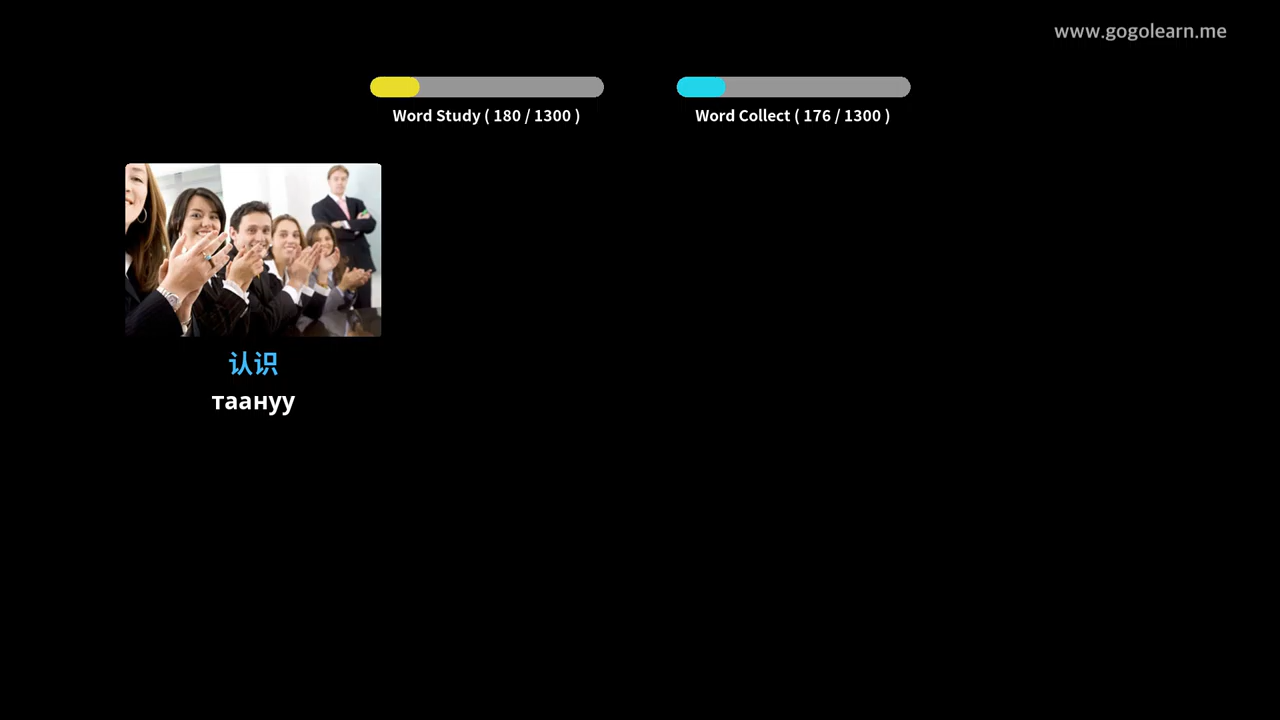 www.gogolearn.me
Word Study ( 180 / 1300 )
Word Collect ( 176 / 1300 )
认识
таануу